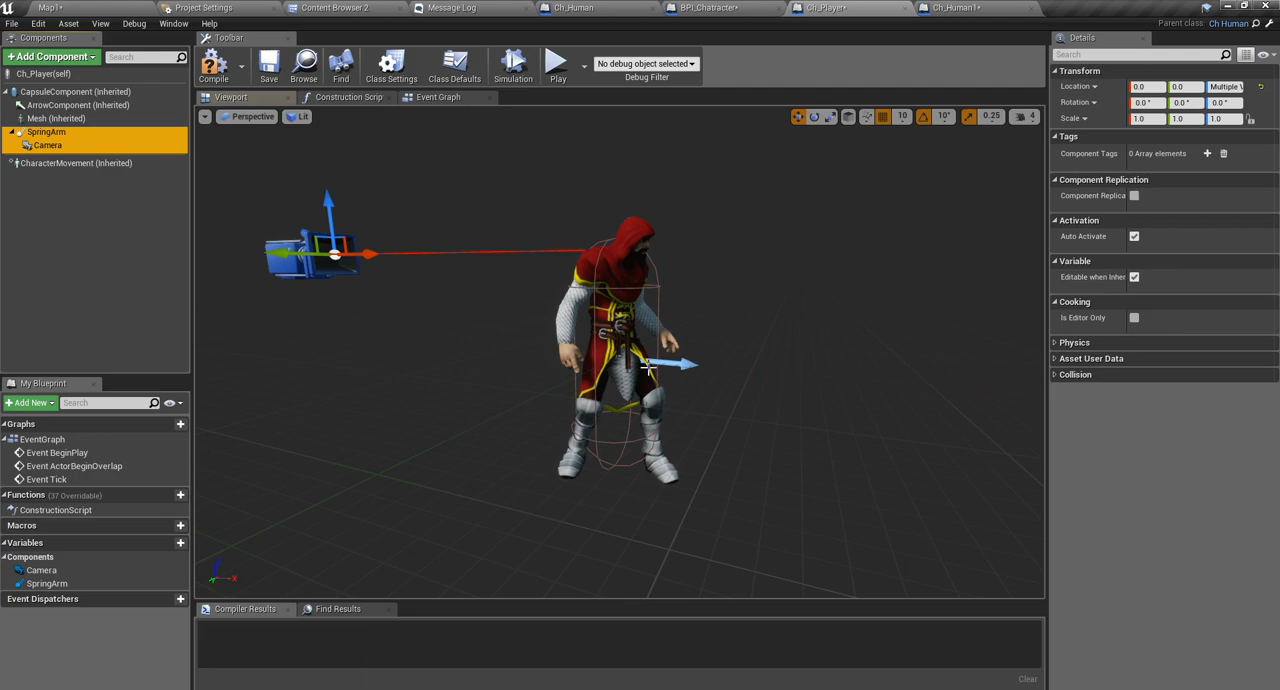 Map1*
Project Settings
Content Browser 2
Message Log
Ch_Human
BPI_Chatracter*
Ch_Player*
Ch_Human1*
File Edit Asset View Debug Window Help
Parent class: Ch Human
Components
Toolbar
Details
+ Add Component
Search
Compile
Save
Browse
Find
Class Settings
Class Defaults
Simulation
Play
No debug object selected
Debug Filter
Search
Ch_Player(self)
CapsuleComponent (Inherited)
ArrowComponent (Inherited)
Mesh (Inherited)
SpringArm
Camera
CharacterMovement (Inherited)
Viewport
Construction Scrip
Event Graph
Perspective
Lit
10
10°
0.25
4
Transform
Location 0.0 0.0 Multiple V
Rotation 0.0 ° 0.0 ° 0.0 °
Scale 1.0 1.0 1.0
Tags
Component Tags 0 Array elements
Component Replication
Component Replica
Activation
Auto Activate
Variable
Editable when Inher
Cooking
Is Editor Only
Physics
Asset User Data
Collision
My Blueprint
+ Add New
Search
Graphs
EventGraph
Event BeginPlay
Event ActorBeginOverlap
Event Tick
Functions (37 Overridable)
ConstructionScript
Macros
Variables
Components
Camera
SpringArm
Event Dispatchers
X
Compiler Results
Find Results
Clear